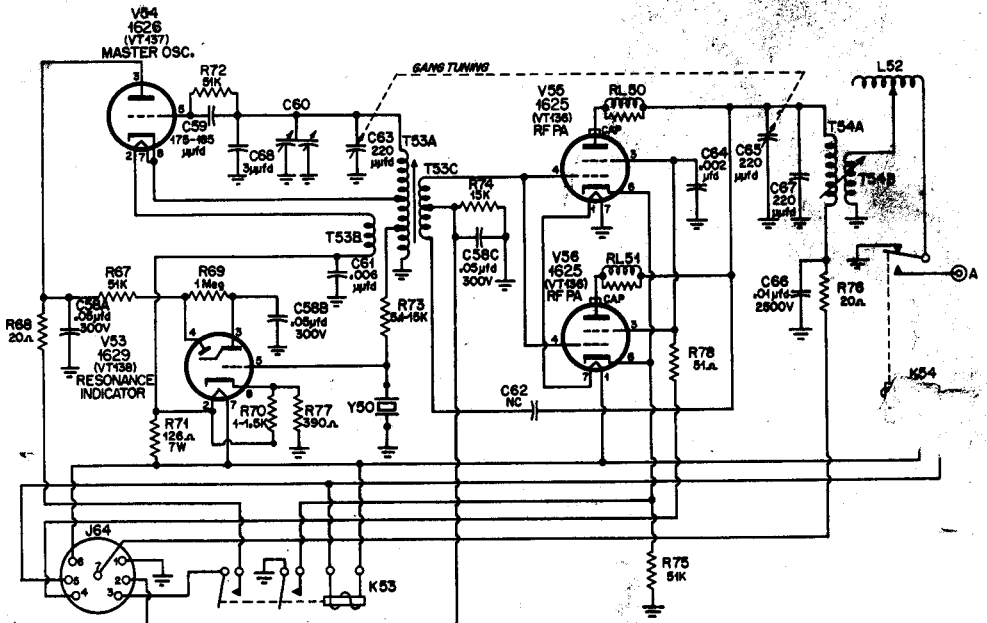 V54
1626
(VT137)
MASTER OSC.
3
5
2
7
8
R72
51K
C59
175-185
µµfd
C68
3µµfd
C60
GANG TUNING
C63
220
µµfd
T53A
T53C
T53B
C61
.006
µfd
R74
15K
C58C
.05µfd
300V
R73
51-15K
V55
1625
(VT136)
RF PA
RL50
CAP
4
3
6
1
7
C64
.002
µfd
C65
220
µµfd
C67
220
µµfd
T54A
T54B
L52
A
V56
1625
(VT136)
RF PA
RL51
CAP
4
3
6
7
1
C66
.01µfd
2500V
R76
20Ω
K54
R78
51Ω
C62
NC
R67
51K
R69
1 Meg
C58A
.05µfd
300V
C58B
.05µfd
300V
R68
20Ω
V53
1629
(VT138)
RESONANCE
INDICATOR
4
3
5
8
2
7
R71
126Ω
7W
R70
1-1.5K
R77
390Ω
Y50
J64
6
7
1
5
2
4
3
K53
R75
51K